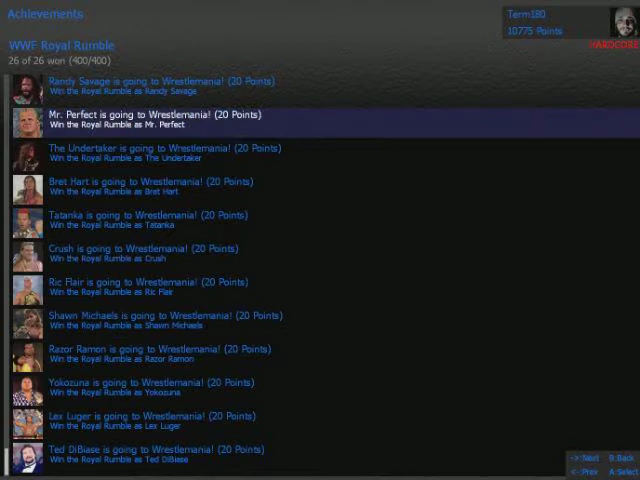 Achievements
Term180
10775 Points
HARDCORE
WWF Royal Rumble
26 of 26 won (400/400)
Randy Savage is going to Wrestlemania! (20 Points)
Win the Royal Rumble as Randy Savage
Mr. Perfect is going to Wrestlemania! (20 Points)
Win the Royal Rumble as Mr. Perfect
The Undertaker is going to Wrestlemania! (20 Points)
Win the Royal Rumble as The Undertaker
Bret Hart is going to Wrestlemania! (20 Points)
Win the Royal Rumble as Bret Hart
Tatanka is going to Wrestlemania! (20 Points)
Win the Royal Rumble as Tatanka
Crush is going to Wrestlemania! (20 Points)
Win the Royal Rumble as Crush
Ric Flair is going to Wrestlemania! (20 Points)
Win the Royal Rumble as Ric Flair
Shawn Michaels is going to Wrestlemania! (20 Points)
Win the Royal Rumble as Shawn Michaels
Razor Ramon is going to Wrestlemania! (20 Points)
Win the Royal Rumble as Razor Ramon
Yokozuna is going to Wrestlemania! (20 Points)
Win the Royal Rumble as Yokozuna
Lex Luger is going to Wrestlemania! (20 Points)
Win the Royal Rumble as Lex Luger
Ted DiBiase is going to Wrestlemania! (20 Points)
Win the Royal Rumble as Ted DiBiase
->:Next B:Back
<-:Prev A:Select